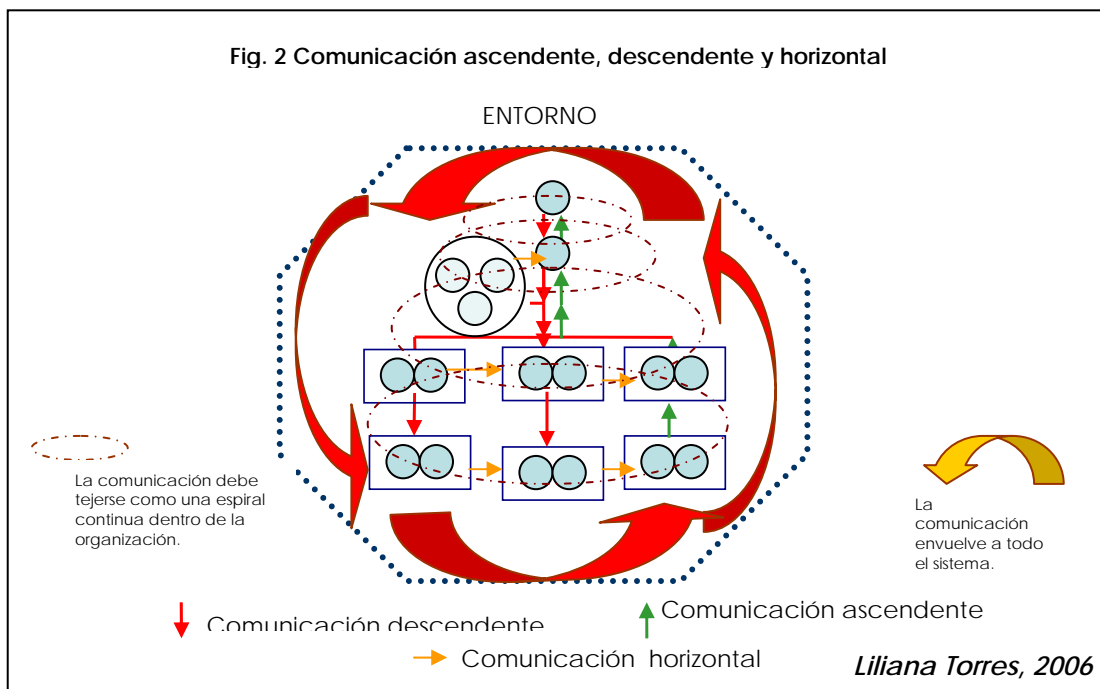 Fig. 2 Comunicación ascendente, descendente y horizontal
ENTORNO
La comunicación debe
tejerse como una espiral
continua dentro de la
organización.
La
comunicación
envuelve a todo
el sistema.
Comunicación descendente
Comunicación ascendente
Comunicación horizontal
Liliana Torres, 2006